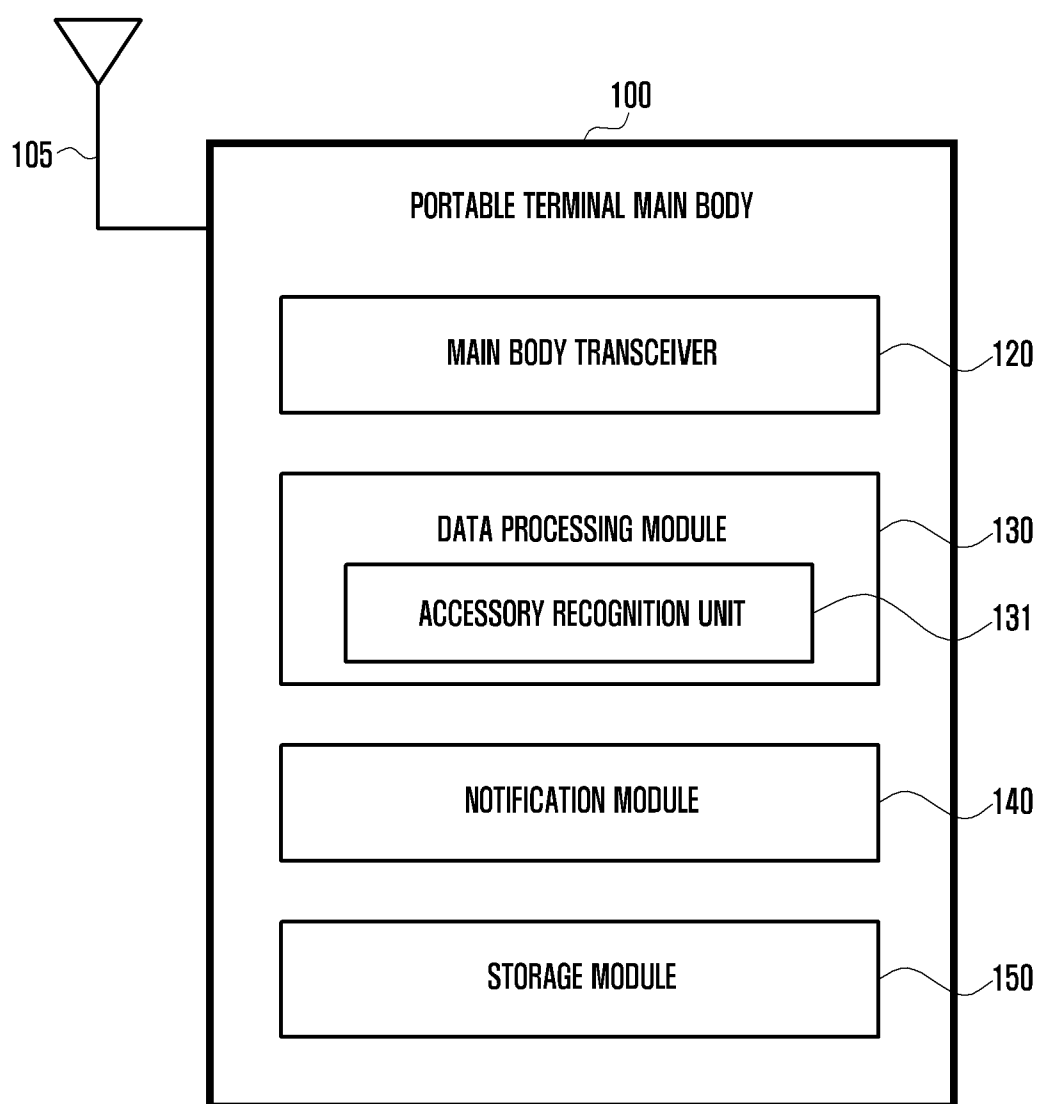 100
105
PORTABLE TERMINAL MAIN BODY
MAIN BODY TRANSCEIVER
120
DATA PROCESSING MODULE
130
ACCESSORY RECOGNITION UNIT
131
NOTIFICATION MODULE
140
STORAGE MODULE
150